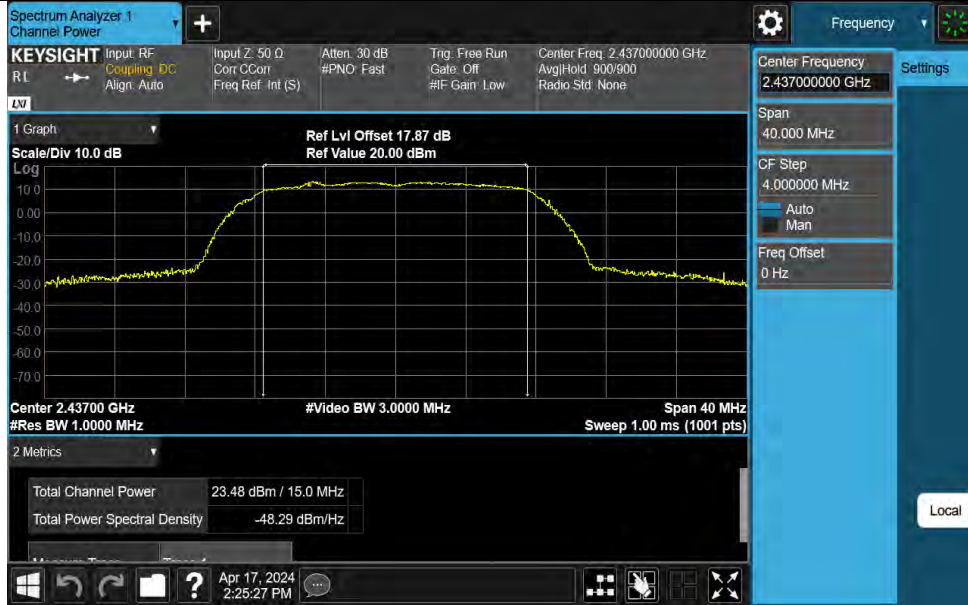 Spectrum Analyzer 1
Channel Power
+
Frequency
KEYSIGHT
Input: RF
Coupling: DC
Align: Auto
Input Z: 50 Ω
Corr CCorr
Freq Ref: Int (S)
Atten: 30 dB
#PNO: Fast
Trig: Free Run
Gate: Off
#IF Gain: Low
Center Freq: 2.437000000 GHz
Avg|Hold: 900/900
Radio Std: None
LXI
Center Frequency
2.437000000 GHz
Settings
Span
40.000 MHz
CF Step
4.000000 MHz
Auto
Man
Freq Offset
0 Hz
1 Graph
Scale/Div 10.0 dB
Ref Lvl Offset 17.87 dB
Ref Value 20.00 dBm
Log
10.0
0.00
-10.0
-20.0
-30.0
-40.0
-50.0
-60.0
-70.0
Center 2.43700 GHz
#Video BW 3.0000 MHz
Span 40 MHz
#Res BW 1.0000 MHz
Sweep 1.00 ms (1001 pts)
2 Metrics
Total Channel Power 23.48 dBm / 15.0 MHz
Total Power Spectral Density -48.29 dBm/Hz
Local
?
Apr 17, 2024
2:25:27 PM